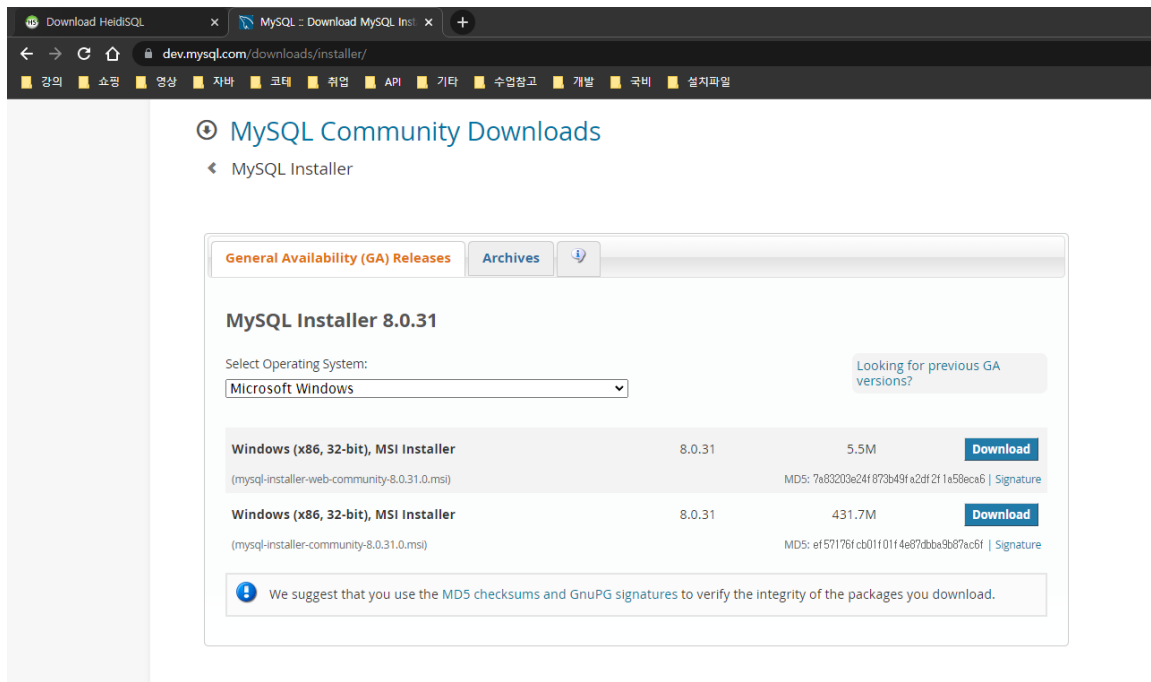 Download HeidiSQL
MySQL :: Download MySQL Inst
dev.mysql.com/downloads/installer/
강의 쇼핑 영상 자바 코테 취업 API 기타 수업참고 개발 국비 설치파일
MySQL Community Downloads
MySQL Installer
General Availability (GA) Releases Archives
MySQL Installer 8.0.31
Select Operating System:
Microsoft Windows
Looking for previous GA
versions?
Windows (x86, 32-bit), MSI Installer 8.0.31 5.5M Download
(mysql-installer-web-community-8.0.31.0.msi) MD5: 7a83203e24f873b49fa2df2f1a58eca6 | Signature
Windows (x86, 32-bit), MSI Installer 8.0.31 431.7M Download
(mysql-installer-community-8.0.31.0.msi) MD5: ef57176fcb01f01f4e87dbba9b87ac6f | Signature
We suggest that you use the MD5 checksums and GnuPG signatures to verify the integrity of the packages you download.